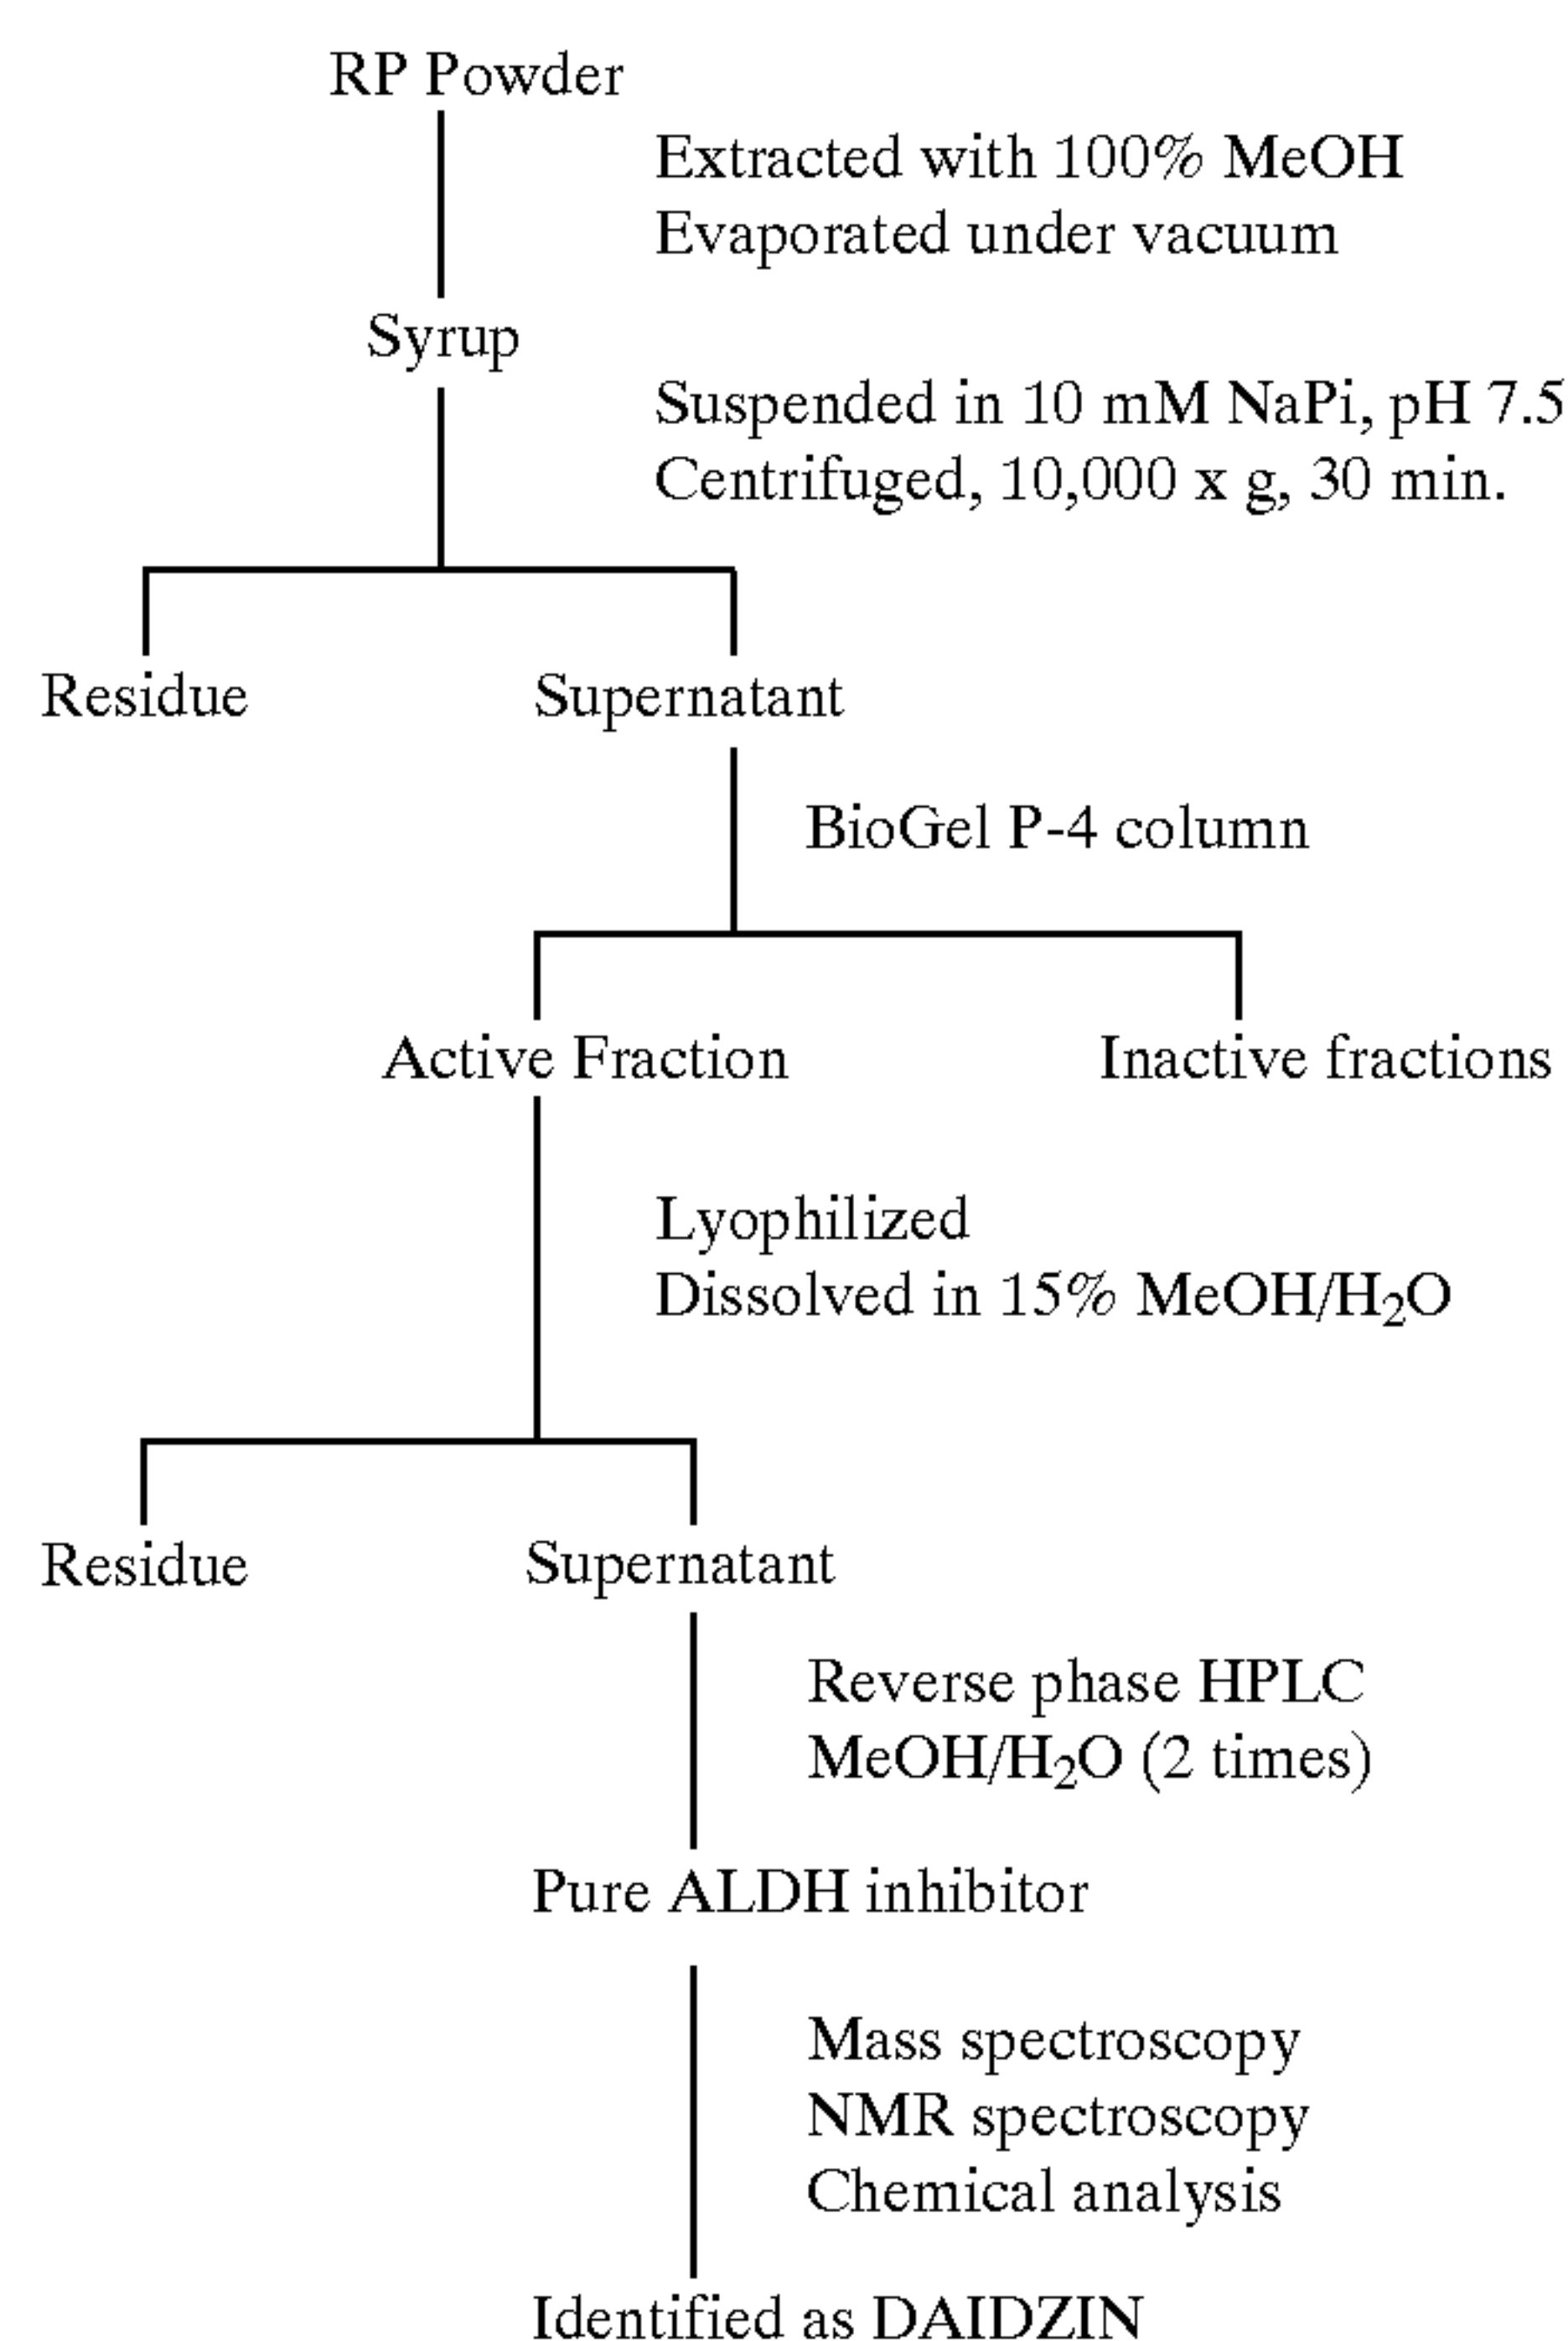 RP Powder
Extracted with 100% MeOH
Evaporated under vacuum
Syrup
Suspended in 10 mM NaPi, pH 7.5
Centrifuged, 10,000 x g, 30 min.
Residue
Supernatant
BioGel P-4 column
Active Fraction
Inactive fractions
Lyophilized
Dissolved in 15% MeOH/H₂O
Residue
Supernatant
Reverse phase HPLC
MeOH/H₂O (2 times)
Pure ALDH inhibitor
Mass spectroscopy
NMR spectroscopy
Chemical analysis
Identified as DAIDZIN